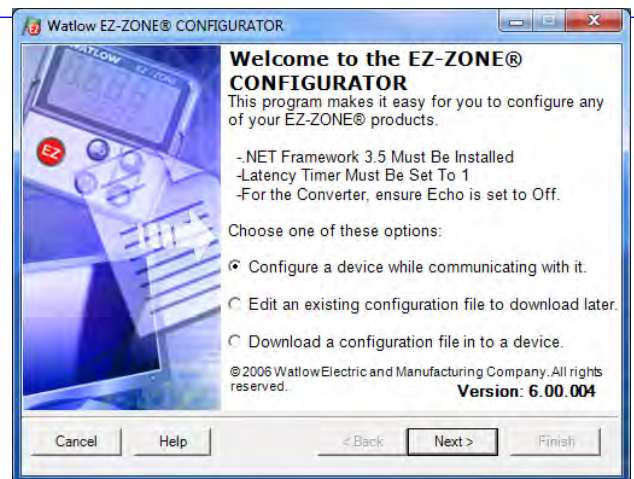 Watlow EZ-ZONE® CONFIGURATOR
WATLOW EZ-ZONE
EZ
Welcome to the EZ-ZONE®
CONFIGURATOR
This program makes it easy for you to configure any
of your EZ-ZONE® products.
-.NET Framework 3.5 Must Be Installed
-Latency Timer Must Be Set To 1
-For the Converter, ensure Echo is set to Off.
Choose one of these options:
Configure a device while communicating with it.
Edit an existing configuration file to download later.
Download a configuration file in to a device.
©2006 Watlow Electric and Manufacturing Company. All rights
reserved.
Version: 6.00.004
Cancel
Help
< Back
Next >
Finish